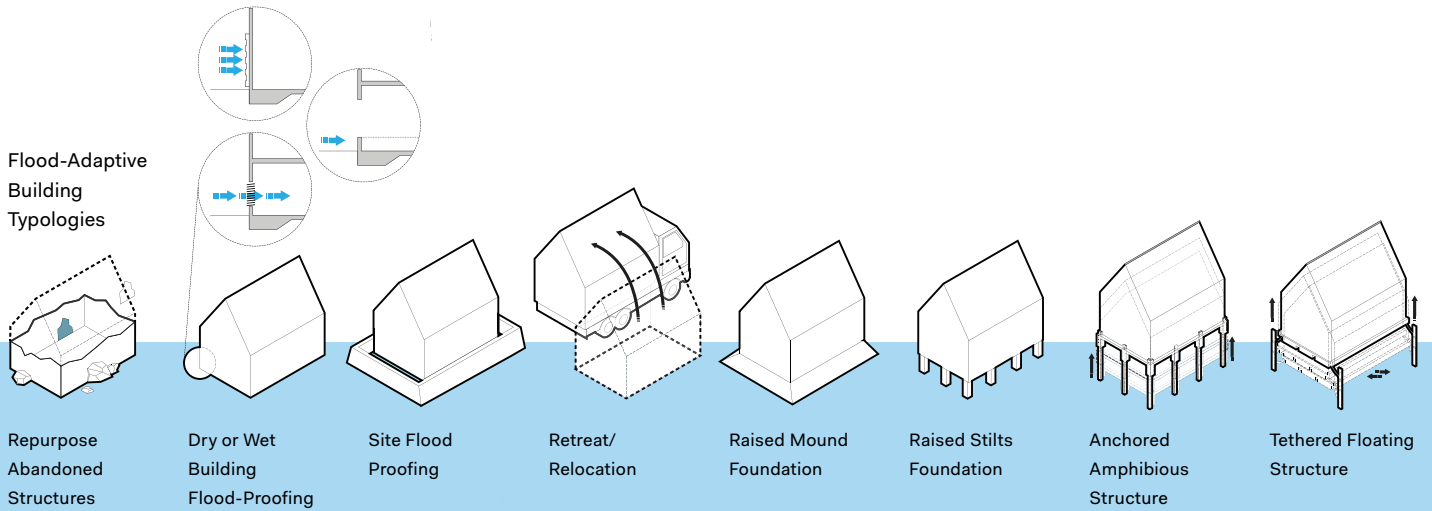 Flood-Adaptive
Building
Typologies
Repurpose
Abandoned
Structures
Dry or Wet
Building
Flood-Proofing
Site Flood
Proofing
Retreat/
Relocation
Raised Mound
Foundation
Raised Stilts
Foundation
Anchored
Amphibious
Structure
Tethered Floating
Structure